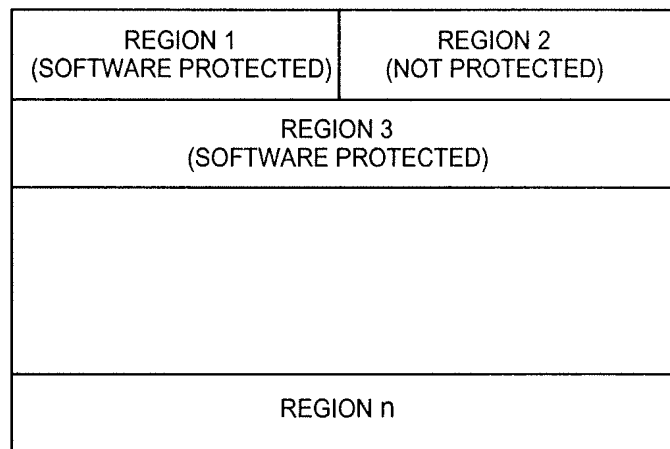 REGION 1
(SOFTWARE PROTECTED)
REGION 2
(NOT PROTECTED)
REGION 3
(SOFTWARE PROTECTED)
REGION n